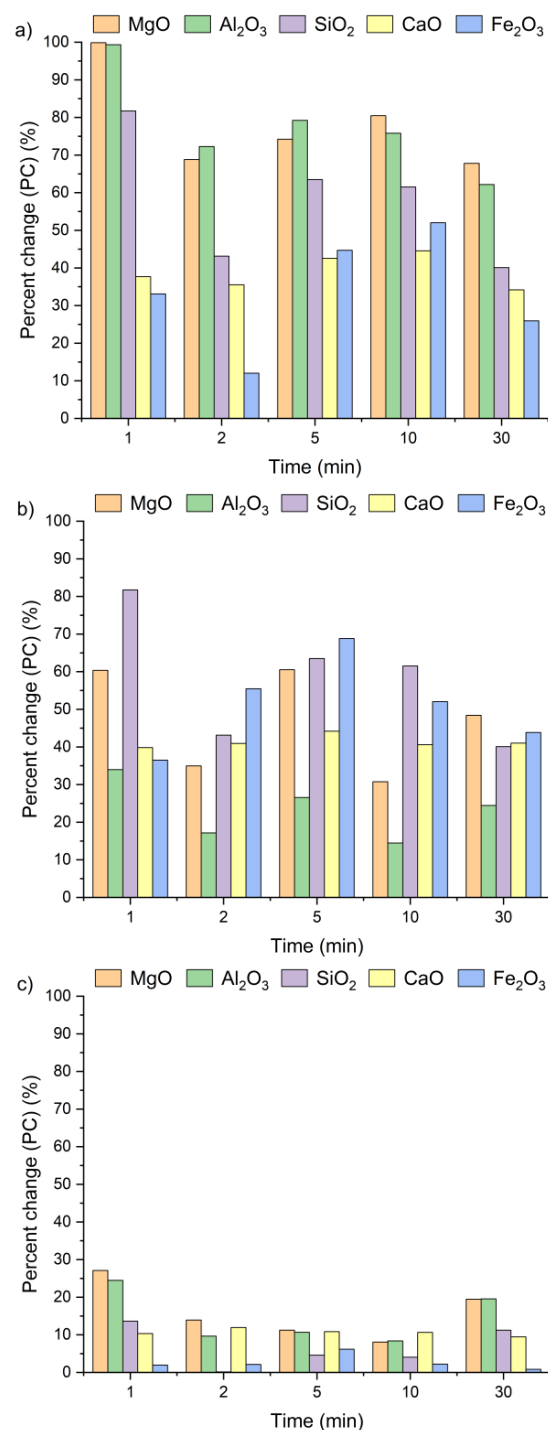 a) MgO Al₂O₃ SiO₂ CaO Fe₂O₃
100
90
80
70
60
50
40
30
20
10
0
Percent change (PC) (%)
1 2 5 10 30
Time (min)
b) MgO Al₂O₃ SiO₂ CaO Fe₂O₃
100
90
80
70
60
50
40
30
20
10
0
Percent change (PC) (%)
1 2 5 10 30
Time (min)
c) MgO Al₂O₃ SiO₂ CaO Fe₂O₃
100
90
80
70
60
50
40
30
20
10
0
Percent change (PC) (%)
1 2 5 10 30
Time (min)